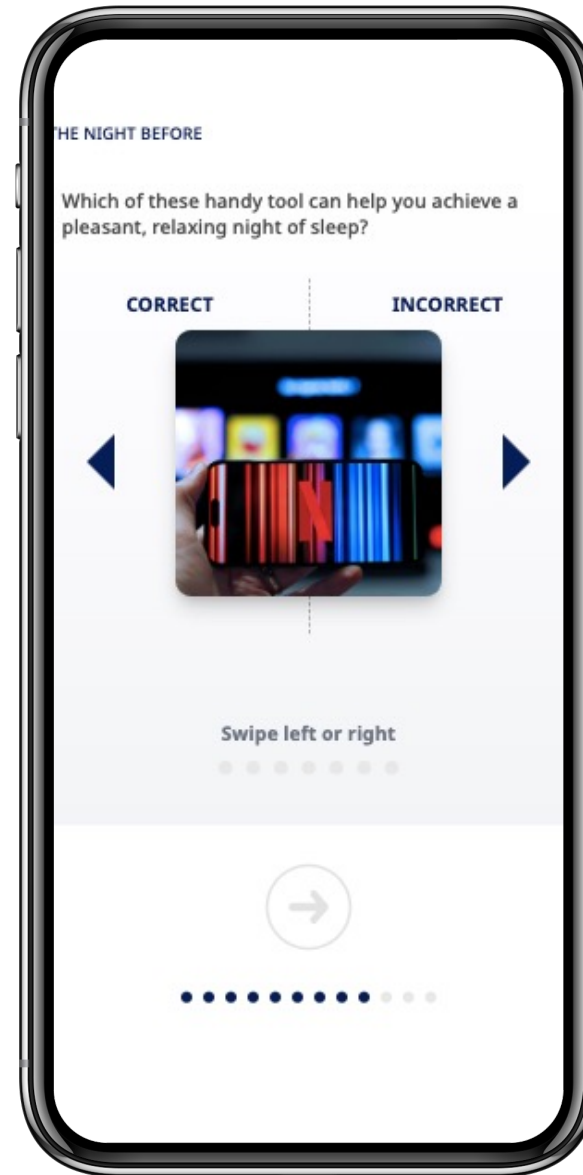 THE NIGHT BEFORE
Which of these handy tool can help you achieve a
pleasant, relaxing night of sleep?
CORRECT
INCORRECT
N
Swipe left or right